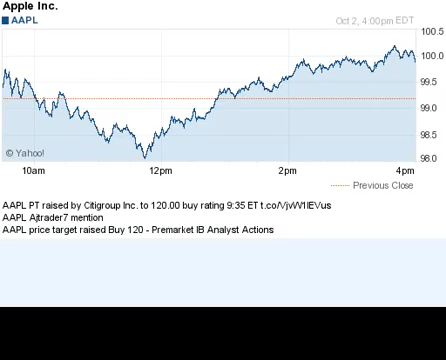 Apple Inc.
AAPL
Oct 2, 4:00pm EDT
100.5
100.0
99.5
99.0
98.5
98.0
© Yahoo!
10am 12pm 2pm 4pm
Previous Close
AAPL PT raised by Citigroup Inc. to 120.00 buy rating 9:35 ET
AAPL Ajtrader7 mention
AAPL price target raised Buy 120 - Premarket IB Analyst Actions